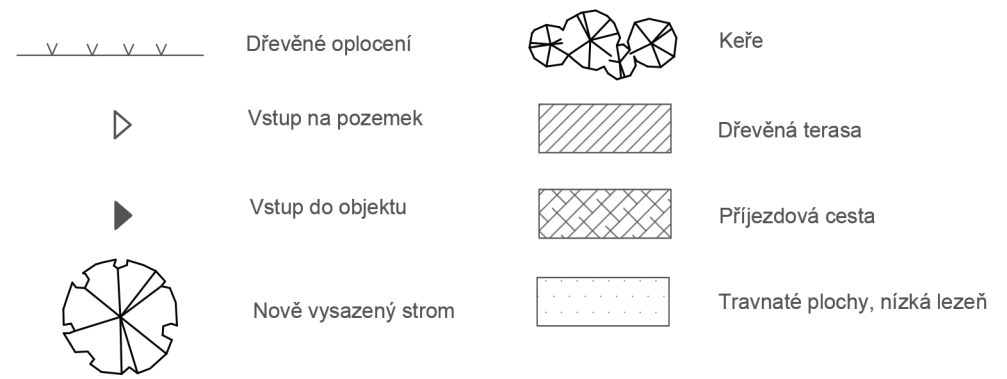 Dřevěné oplocení
Vstup na pozemek
Vstup do objektu
Nově vysazený strom
Keře
Dřevěná terasa
Příjezdová cesta
Travnaté plochy, nízká lezeň